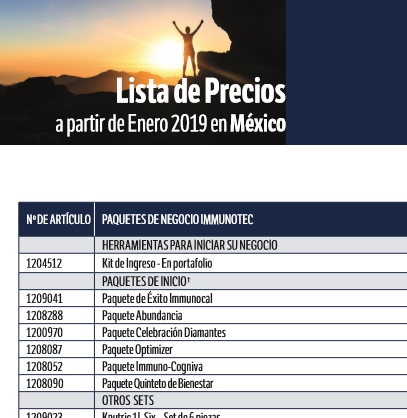 Lista de Precios
a partir de Enero 2019 en México
Nº DE ARTÍCULO PAQUETES DE NEGOCIO IMMUNOTEC
HERRAMIENTAS PARA INICIAR SU NEGOCIO
1204512 Kit de Ingreso - En portafolio
PAQUETES DE INICIO†
1209041 Paquete de Éxito Immunocal
1208288 Paquete Abundancia
1200970 Paquete Celebración Diamantes
1208087 Paquete Optimizer
1208052 Paquete Immuno-Cogniva
1208090 Paquete Quinteto de Bienestar
OTROS SETS
1209023 Knutric 1L Six - Set de 6 piezas